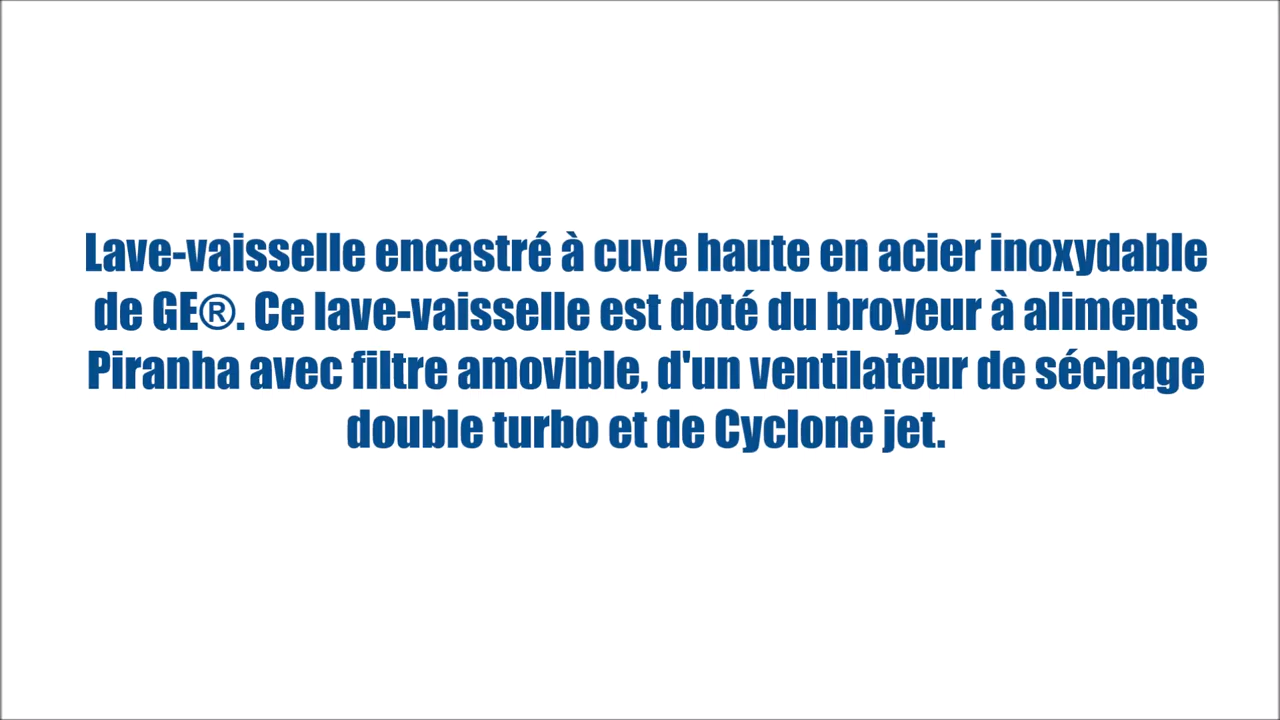 Lave-vaisselle encastré à cuve haute en acier inoxydable
de GE®. Ce lave-vaisselle est doté du broyeur à aliments
Piranha avec filtre amovible, d'un ventilateur de séchage
double turbo et de Cyclone jet.